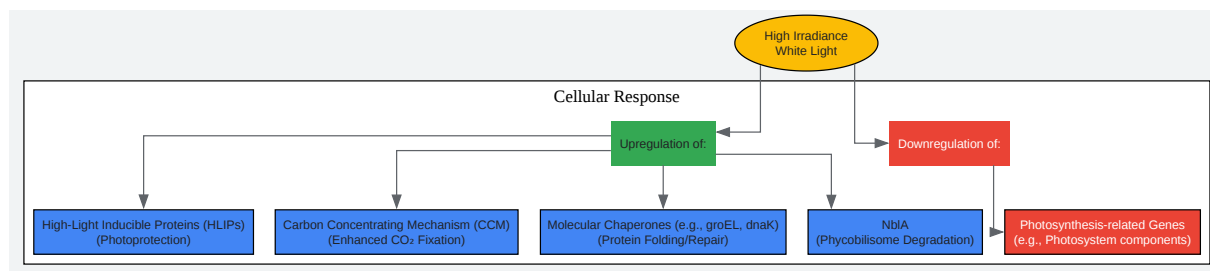 High Irradiance
White Light
Cellular Response
Upregulation of:
Downregulation of:
High-Light Inducible Proteins (HLIPs)
(Photoprotection)
Carbon Concentrating Mechanism (CCM)
(Enhanced CO₂ Fixation)
Molecular Chaperones (e.g., groEL, dnaK)
(Protein Folding/Repair)
NblA
(Phycobilisome Degradation)
Photosynthesis-related Genes
(e.g., Photosystem components)